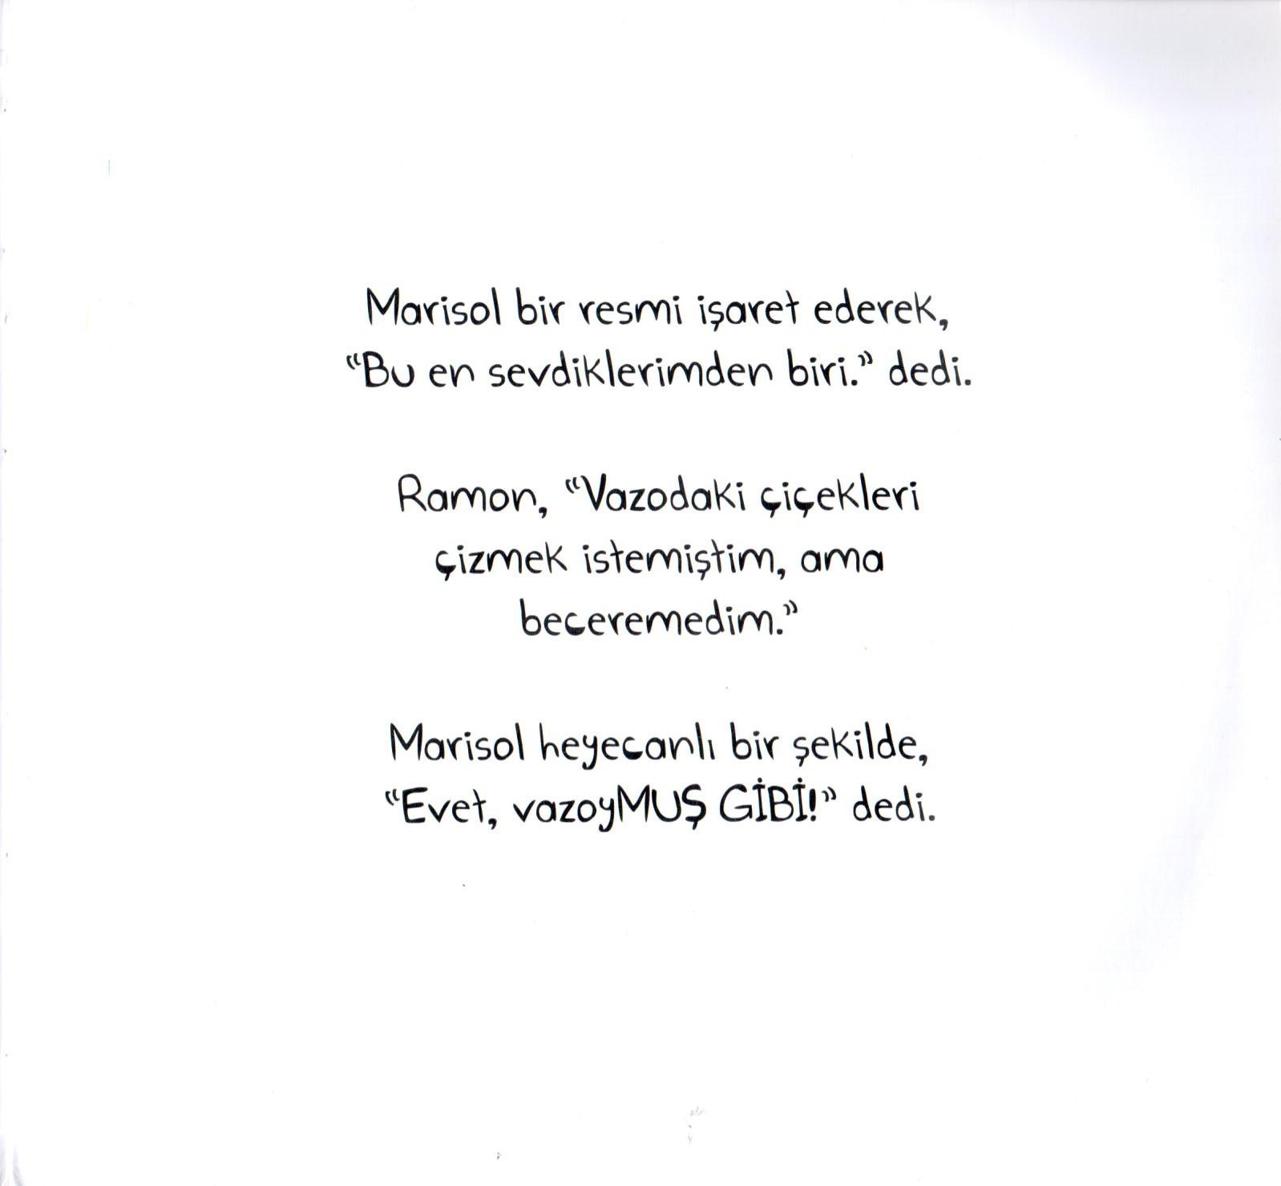 Marisol bir resmi işaret ederek,
“Bu en sevdiklerimden biri.” dedi.
Ramon, “Vazodaki çiçekleri
çizmek istemiştim, ama
beceremedim.”
Marisol heyecanlı bir şekilde,
“Evet, vazoyMUŞ GİBİ!” dedi.